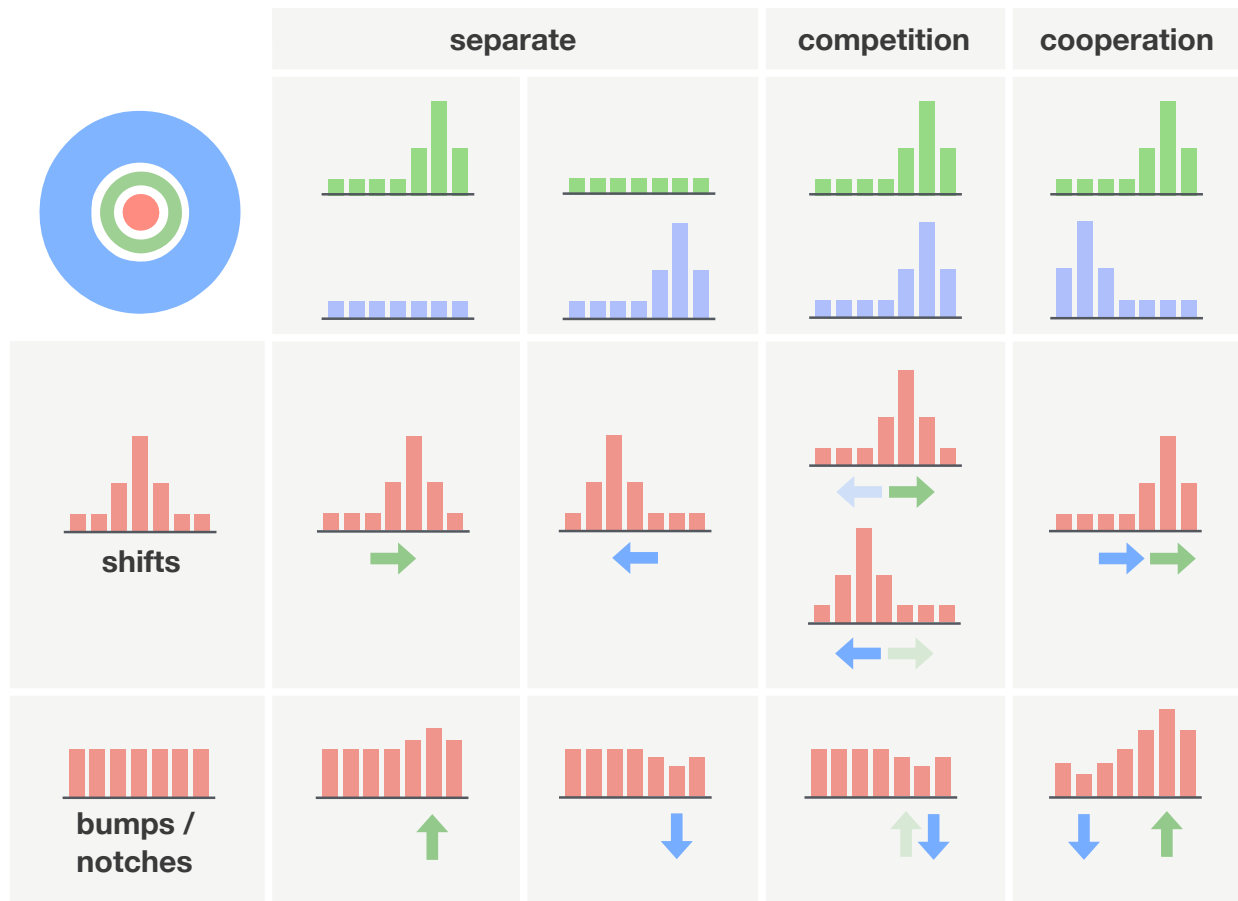 separate
competition
cooperation
shifts
bumps /
notches